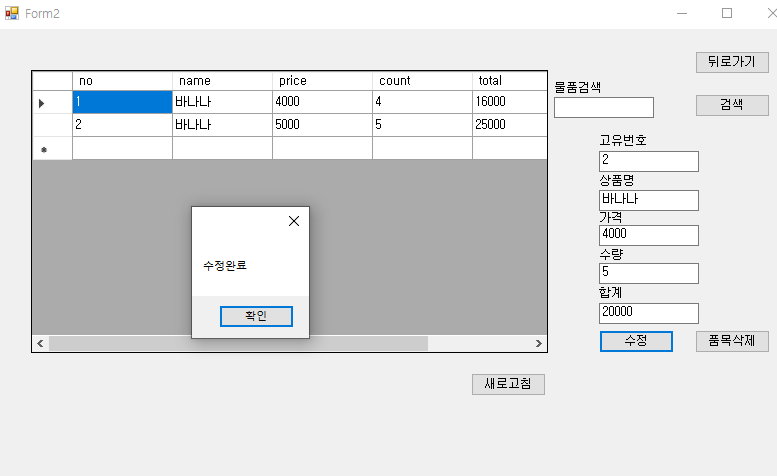 Form2
뒤로가기
no name price count total
물품검색
1 바나나 4000 4 16000
검색
2 바나나 5000 5 25000
고유번호
2
상품명
바나나
가격
4000
수량
5
수정완료
합계
20000
확인
수정 품목삭제
새로고침